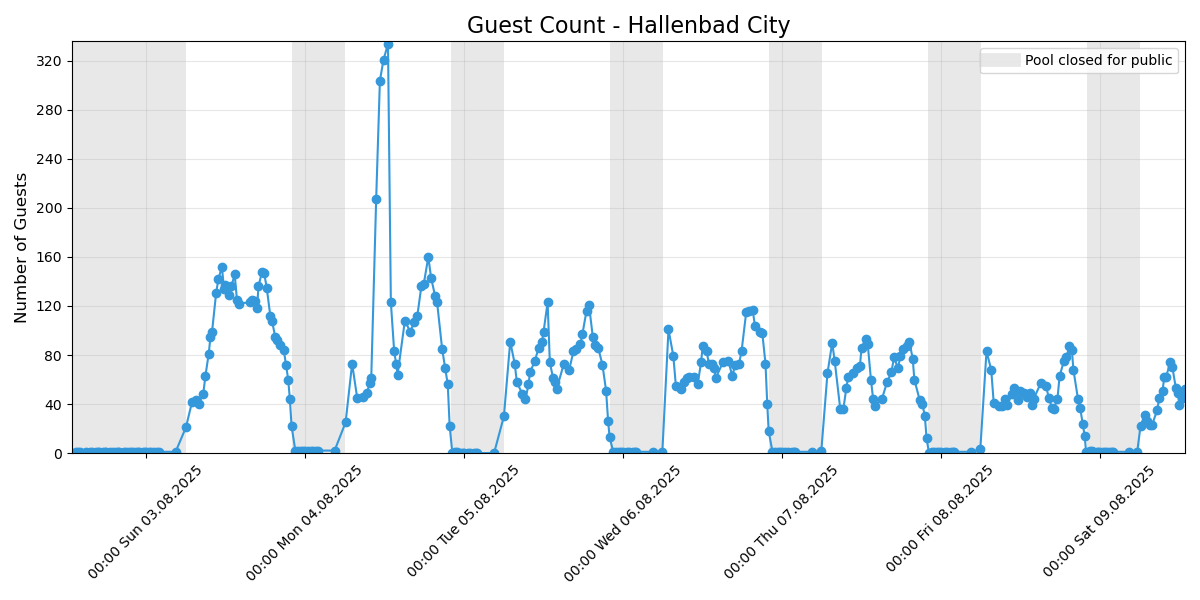 Guest Count - Hallenbad City
Pool closed for public
Number of Guests
320
280
240
200
160
120
80
40
0
00:00 Sun 03.08.2025
00:00 Mon 04.08.2025
00:00 Tue 05.08.2025
00:00 Wed 06.08.2025
00:00 Thu 07.08.2025
00:00 Fri 08.08.2025
00:00 Sat 09.08.2025